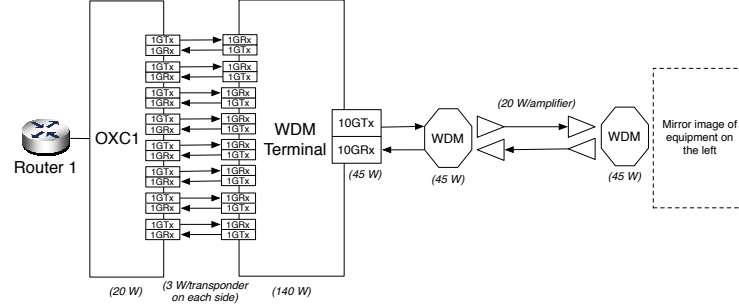 1GTx
1GRx
1GTx
1GRx
1GTx
1GRx
1GTx
1GRx
1GTx
1GRx
1GTx
1GRx
1GTx
1GRx
1GTx
1GRx
1GRx
1GTx
1GRx
1GTx
1GRx
1GTx
1GRx
1GTx
1GRx
1GTx
1GRx
1GTx
1GRx
1GTx
1GRx
1GTx
Router 1
OXC1
WDM
Terminal
10GTx
10GRx
(45 W)
WDM
(45 W)
(20 W/amplifier)
WDM
(45 W)
Mirror image of
equipment on
the left
(20 W)
(3 W/transponder
on each side)
(140 W)